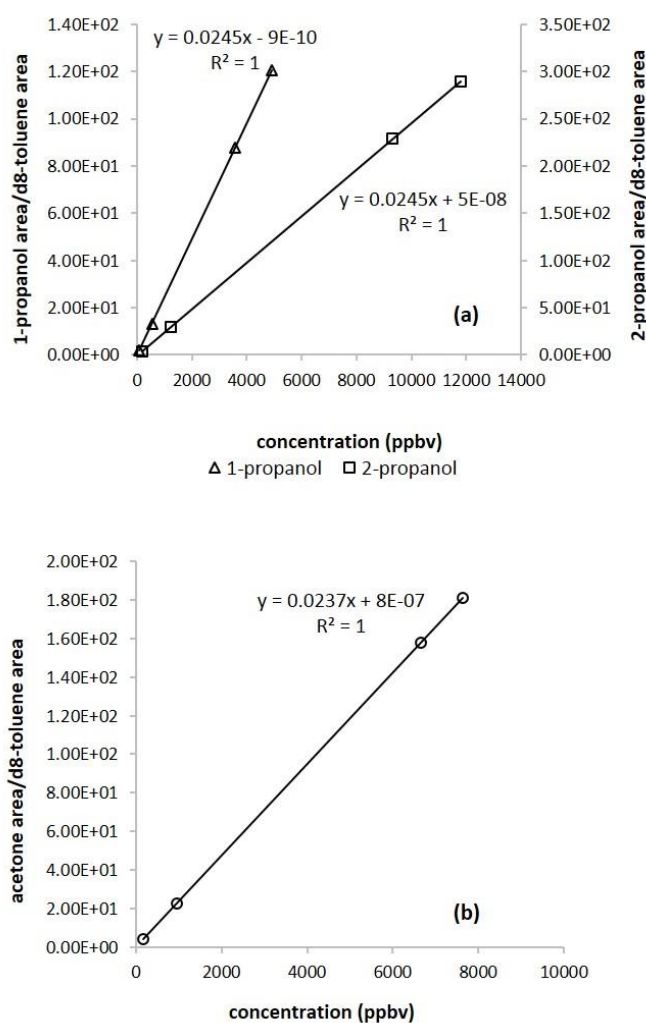 1.40E+02
1.20E+02
1.00E+02
8.00E+01
6.00E+01
4.00E+01
2.00E+01
0.00E+00
1-propanol area/d8-toluene area
y = 0.0245x - 9E-10
R² = 1
y = 0.0245x + 5E-08
R² = 1
(a)
3.50E+02
3.00E+02
2.50E+02
2.00E+02
1.50E+02
1.00E+02
5.00E+01
0.00E+00
2-propanol area/d8-toluene area
0 2000 4000 6000 8000 10000 12000 14000
concentration (ppbv)
1-propanol 2-propanol
2.00E+02
1.80E+02
1.60E+02
1.40E+02
1.20E+02
1.00E+02
8.00E+01
6.00E+01
4.00E+01
2.00E+01
0.00E+00
acetone area/d8-toluene area
y = 0.0237x + 8E-07
R² = 1
(b)
0 2000 4000 6000 8000 10000
concentration (ppbv)